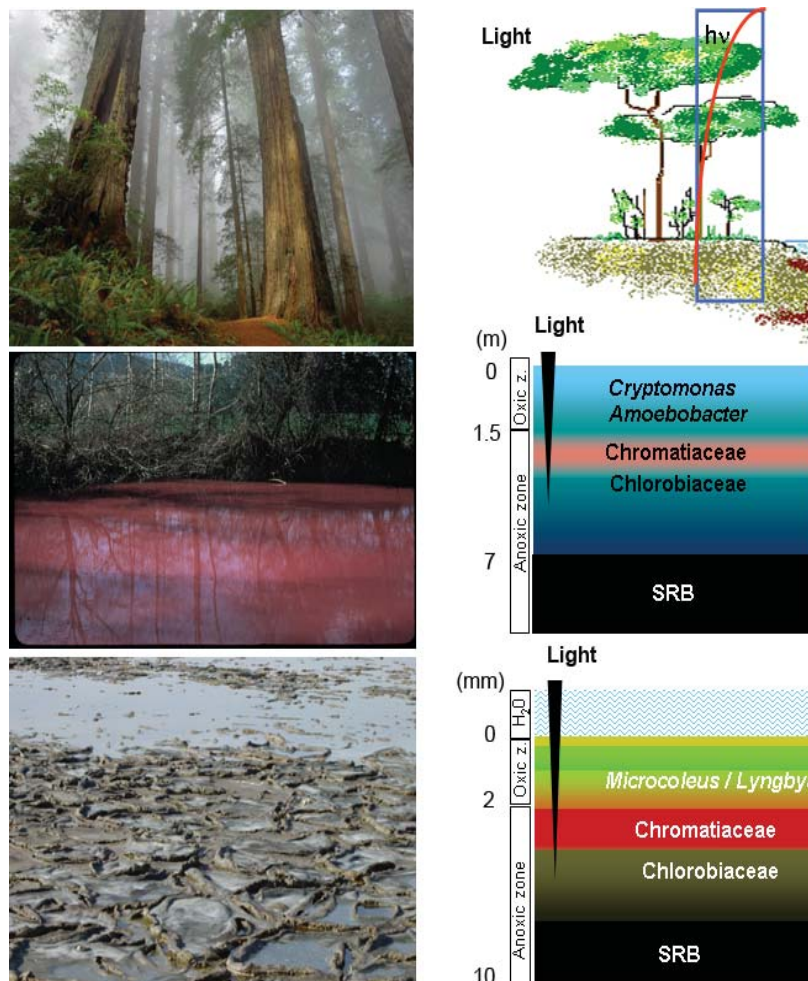 Light
hν
Light
(m)
0
Oxic z.
Cryptomonas
Amoebobacter
1.5
Chromatiaceae
Chlorobiaceae
Anoxic zone
7
SRB
Light
(mm)
H₂O
0
Oxic z.
Microcoleus / Lyngby
2
Chromatiaceae
Chlorobiaceae
Anoxic zone
SRB
10